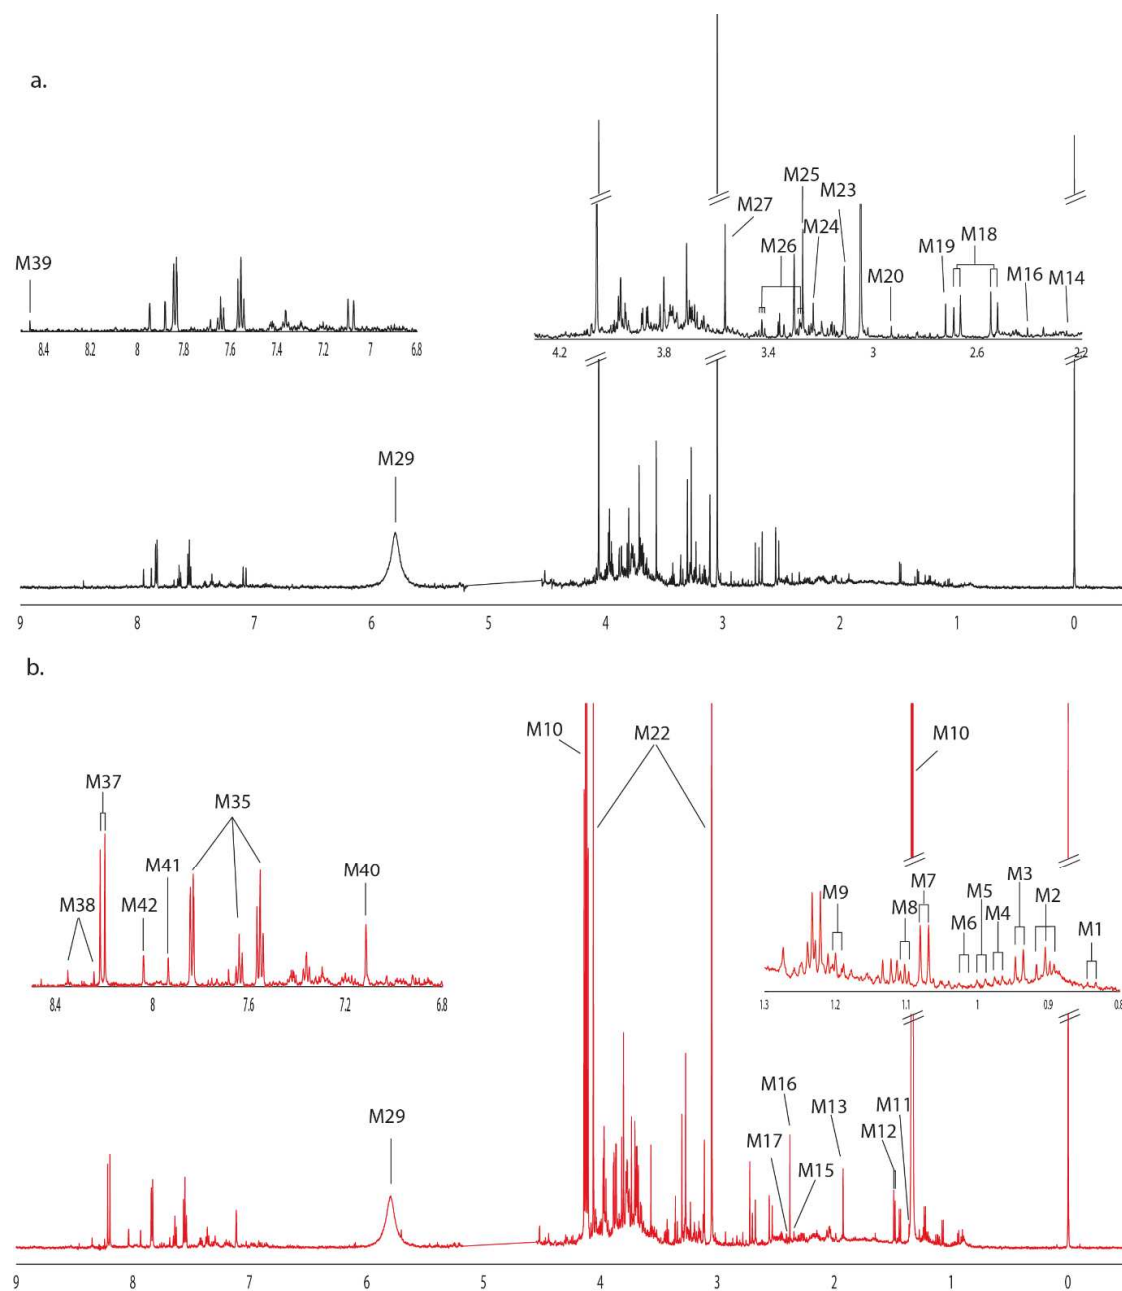 a.
M25
M23
M27
M24
M26
M18
M19
M20
M16
M14
M39
8.4 8.2 8 7.8 7.6 7.4 7.2 7 6.8
4.2 3.8 3.4 3 2.6 2.2
M29
9 8 7 6 5 4 3 2 1 0
b.
M10
M22
M10
M37
M35
M41
M40
M38
M42
M9
M7
M8
M5
M3
M6
M4
M2
M1
8.4 8 7.6 7.2 6.8
1.3 1.2 1.1 1 0.9 0.8
M16
M13
M11
M12
M17
M15
M29
9 8 7 6 5 4 3 2 1 0